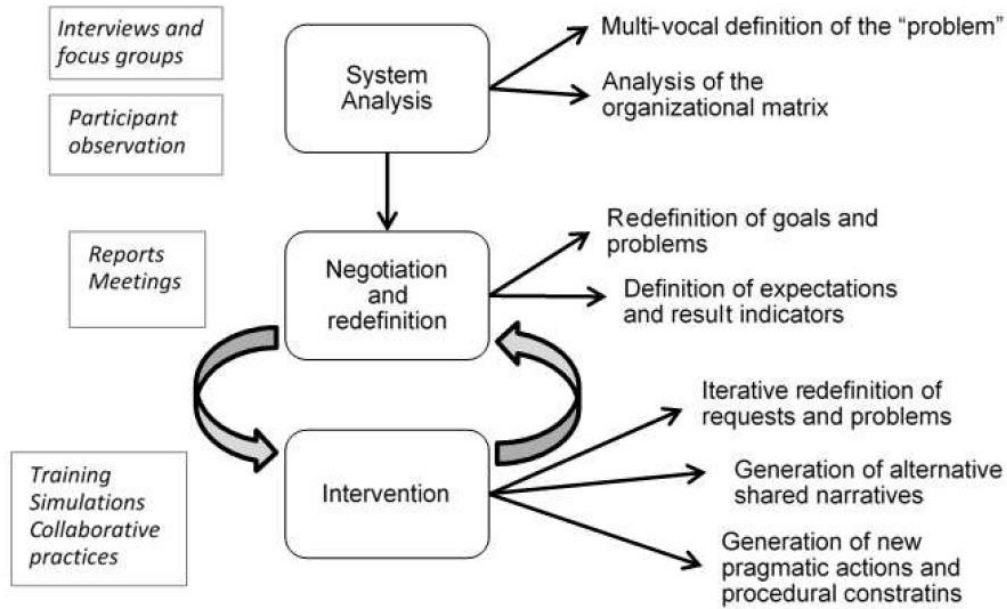 Interviews and
focus groups
Participant
observation
System
Analysis
Multi-vocal definition of the “problem”
Analysis of the
organizational matrix
Reports
Meetings
Negotiation
and
redefinition
Redefinition of goals and
problems
Definition of expectations
and result indicators
Training
Simulations
Collaborative
practices
Intervention
Iterative redefinition of
requests and problems
Generation of alternative
shared narratives
Generation of new
pragmatic actions and
procedural constratins